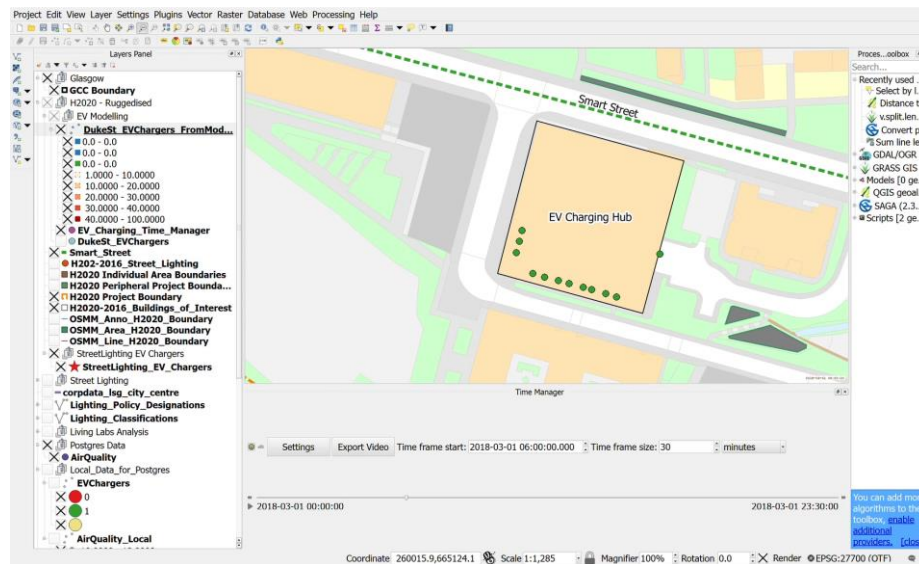 Project Edit View Layer Settings Plugins Vector Raster Database Web Processing Help
Layers Panel
Glasgow
GCC Boundary
H2020 - Ruggedised
EV Modelling
DukeSt_EVChargers_FromMod...
0.0 - 0.0
0.0 - 0.0
0.0 - 0.0
1.0000 - 10.0000
10.0000 - 20.0000
20.0000 - 30.0000
30.0000 - 40.0000
40.0000 - 100.0000
EV_Charging_Time_Manager
DukeSt_EVChargers
Smart_Street
H202-2016_Street_Lighting
H2020 Individual Area Boundaries
H2020 Peripheral Project Bounda...
H2020 Project Boundary
H2020-2016_Buildings_of_Interest
OSMM_Anno_H2020_Boundary
OSMM_Area_H2020_Boundary
OSMM_Line_H2020_Boundary
StreetLighting EV Chargers
StreetLighting_EV_Chargers
Street Lighting
corpdata_lsg_city_centre
Lighting_Policy_Designations
Lighting_Classifications
Living Labs Analysis
Postgres Data
AirQuality
Local_Data_for_Postgres
EVChargers
0
1
AirQuality_Local
Smart Street
EV Charging Hub
Time Manager
Settings
Export Video
Time frame start: 2018-03-01 06:00:00.000
Time frame size: 30
minutes
2018-03-01 00:00:00
2018-03-01 23:30:00
Proces...oolbox
Search...
Recently used ...
Select by l...
Distance t...
v.split.len...
Convert p...
Sum line le...
GDAL/OGR
GRASS GIS
Models [0 ge...
QGIS geoal...
SAGA (2.3...
Scripts [2 ge...
You can add mor
algorithms to the
toolbox, enable
additional
providers. [clos
Coordinate 260015.9,665124.1
Scale 1:1,285
Magnifier 100%
Rotation 0.0
Render
EPSG:27700 (OTF)